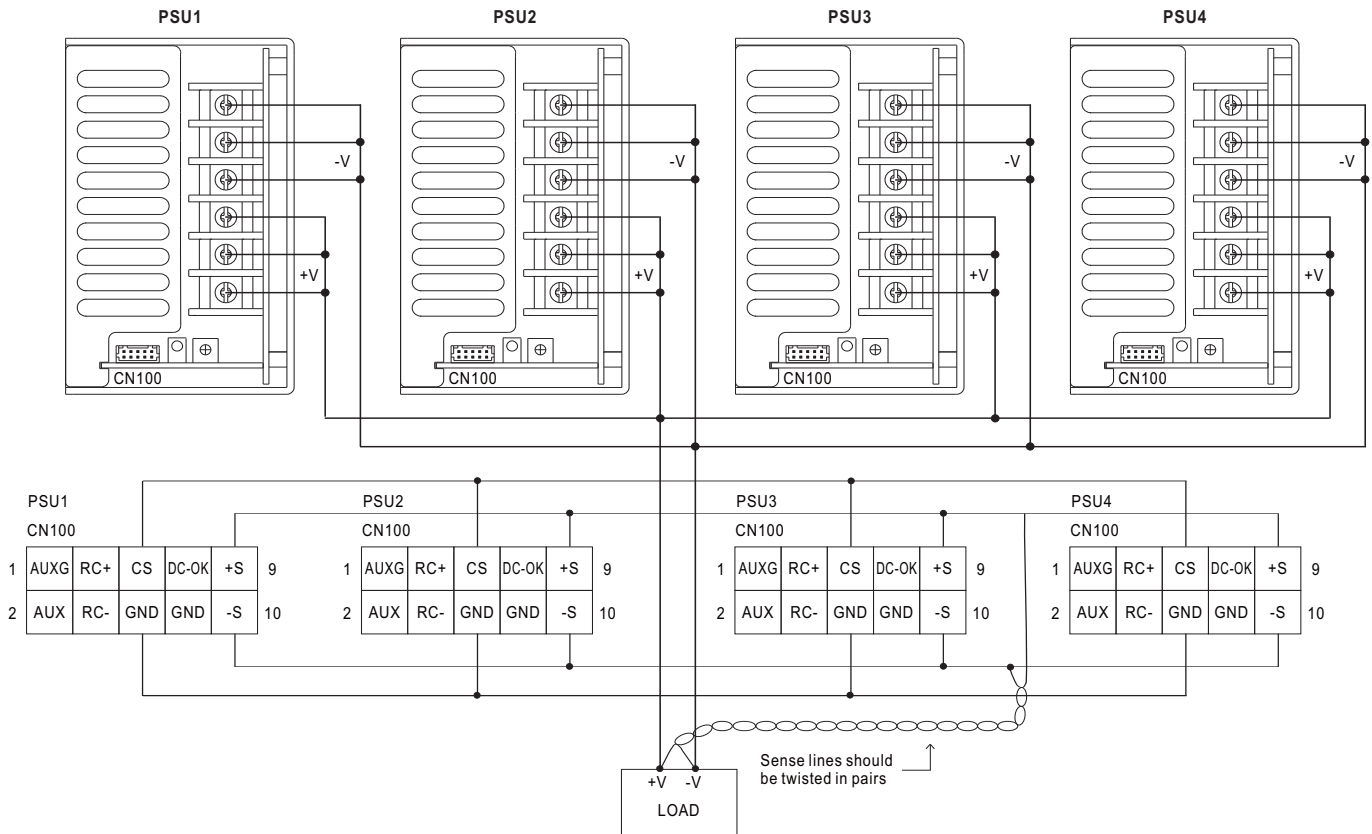 PSU1 PSU2 PSU3 PSU4
-V -V -V -V
+V +V +V +V
CN100 CN100 CN100 CN100
PSU1 PSU2 PSU3 PSU4
CN100 CN100 CN100 CN100
1 AUXG RC+ CS DC-OK +S 9 1 AUXG RC+ CS DC-OK +S 9 1 AUXG RC+ CS DC-OK +S 9 1 AUXG RC+ CS DC-OK +S 9
2 AUX RC- GND GND -S 10 2 AUX RC- GND GND -S 10 2 AUX RC- GND GND -S 10 2 AUX RC- GND GND -S 10
Sense lines should
be twisted in pairs
+V -V
LOAD